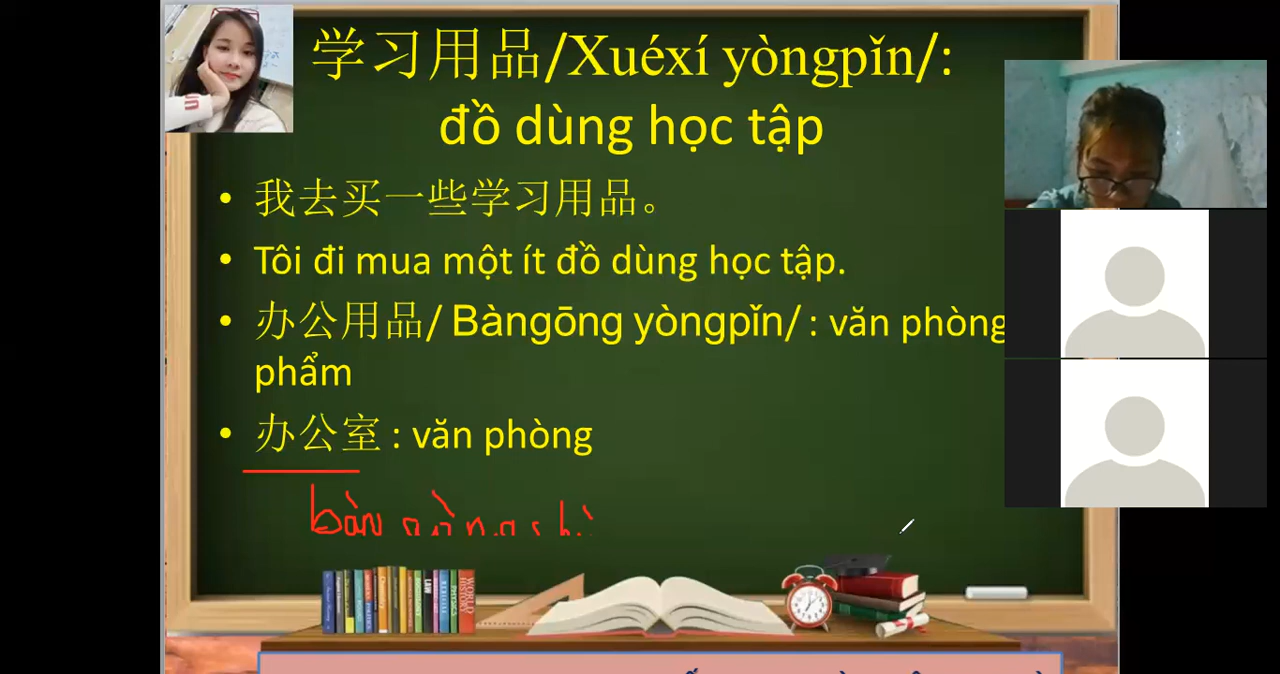 学习用品/Xuéxí yòngpǐn/:
đồ dùng học tập
• 我去买一些学习用品。
• Tôi đi mua một ít đồ dùng học tập.
• 办公用品/ Bàngōng yòngpǐn/ : văn phòng
phẩm
• 办公室 : văn phòng
bàn